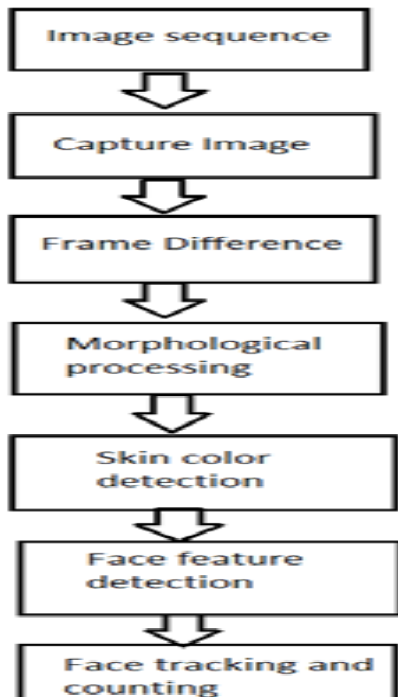 Image sequence
Capture Image
Frame Difference
Morphological
processing
Skin color
detection
Face feature
detection
Face tracking and
counting